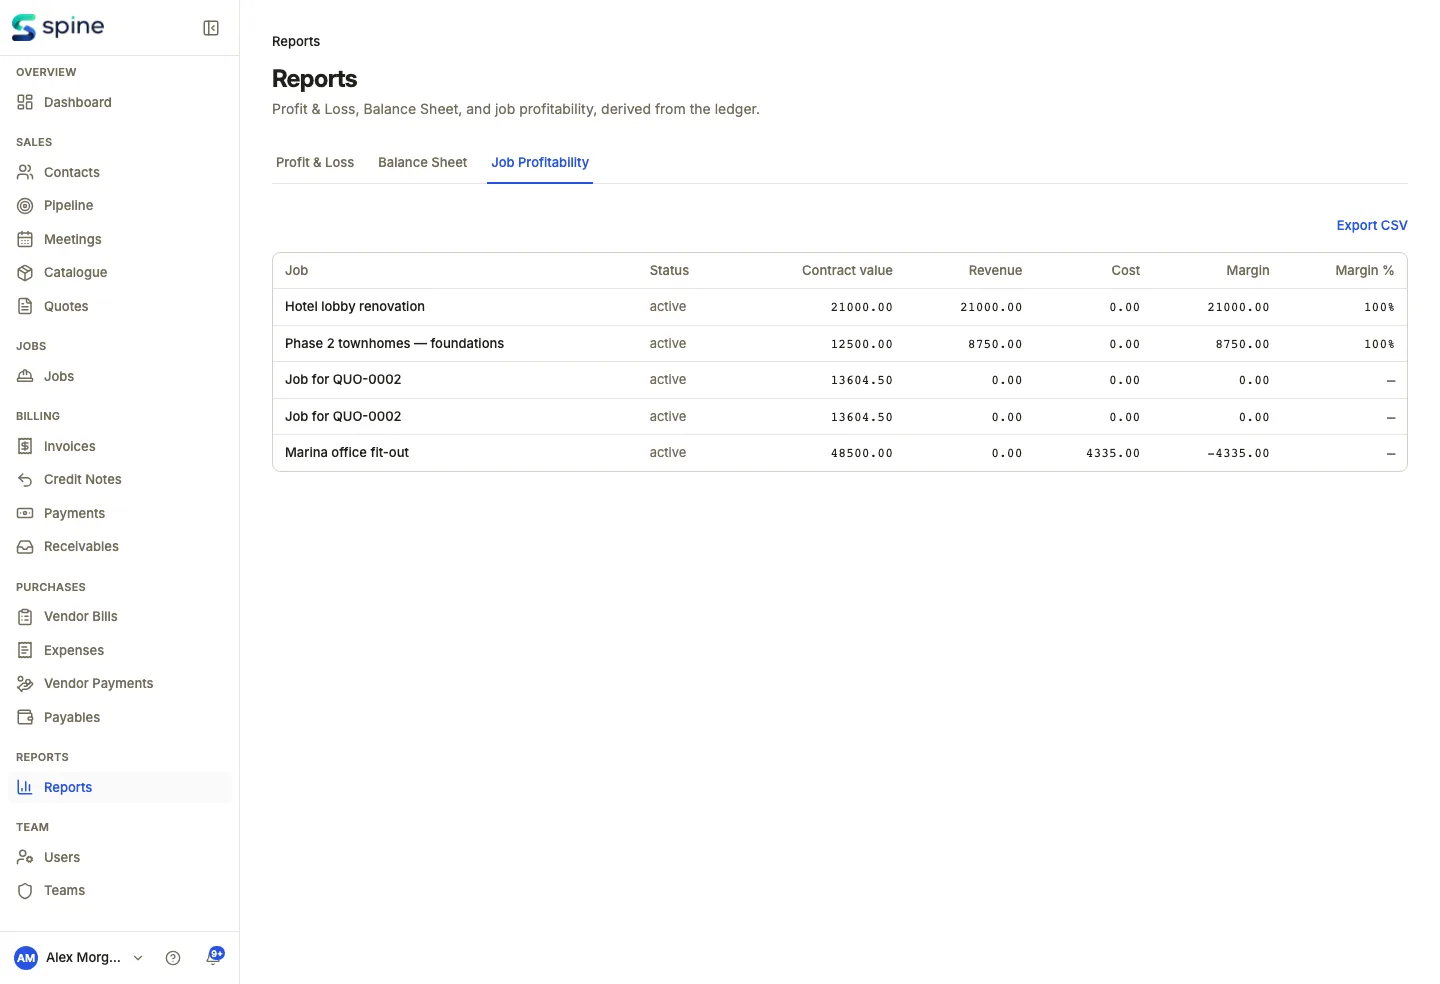 spine
OVERVIEW
Dashboard
SALES
Contacts
Pipeline
Meetings
Catalogue
Quotes
JOBS
Jobs
BILLING
Invoices
Credit Notes
Payments
Receivables
PURCHASES
Vendor Bills
Expenses
Vendor Payments
Payables
REPORTS
Reports
TEAM
Users
Teams
AM Alex Morg... 9+
Reports
Reports
Profit & Loss, Balance Sheet, and job profitability, derived from the ledger.
Profit & Loss Balance Sheet Job Profitability
Export CSV
Job Status Contract value Revenue Cost Margin Margin %
Hotel lobby renovation active 21000.00 21000.00 0.00 21000.00 100%
Phase 2 townhomes — foundations active 12500.00 8750.00 0.00 8750.00 100%
Job for QUO-0002 active 13604.50 0.00 0.00 0.00 —
Job for QUO-0002 active 13604.50 0.00 0.00 0.00 —
Marina office fit-out active 48500.00 0.00 4335.00 −4335.00 —